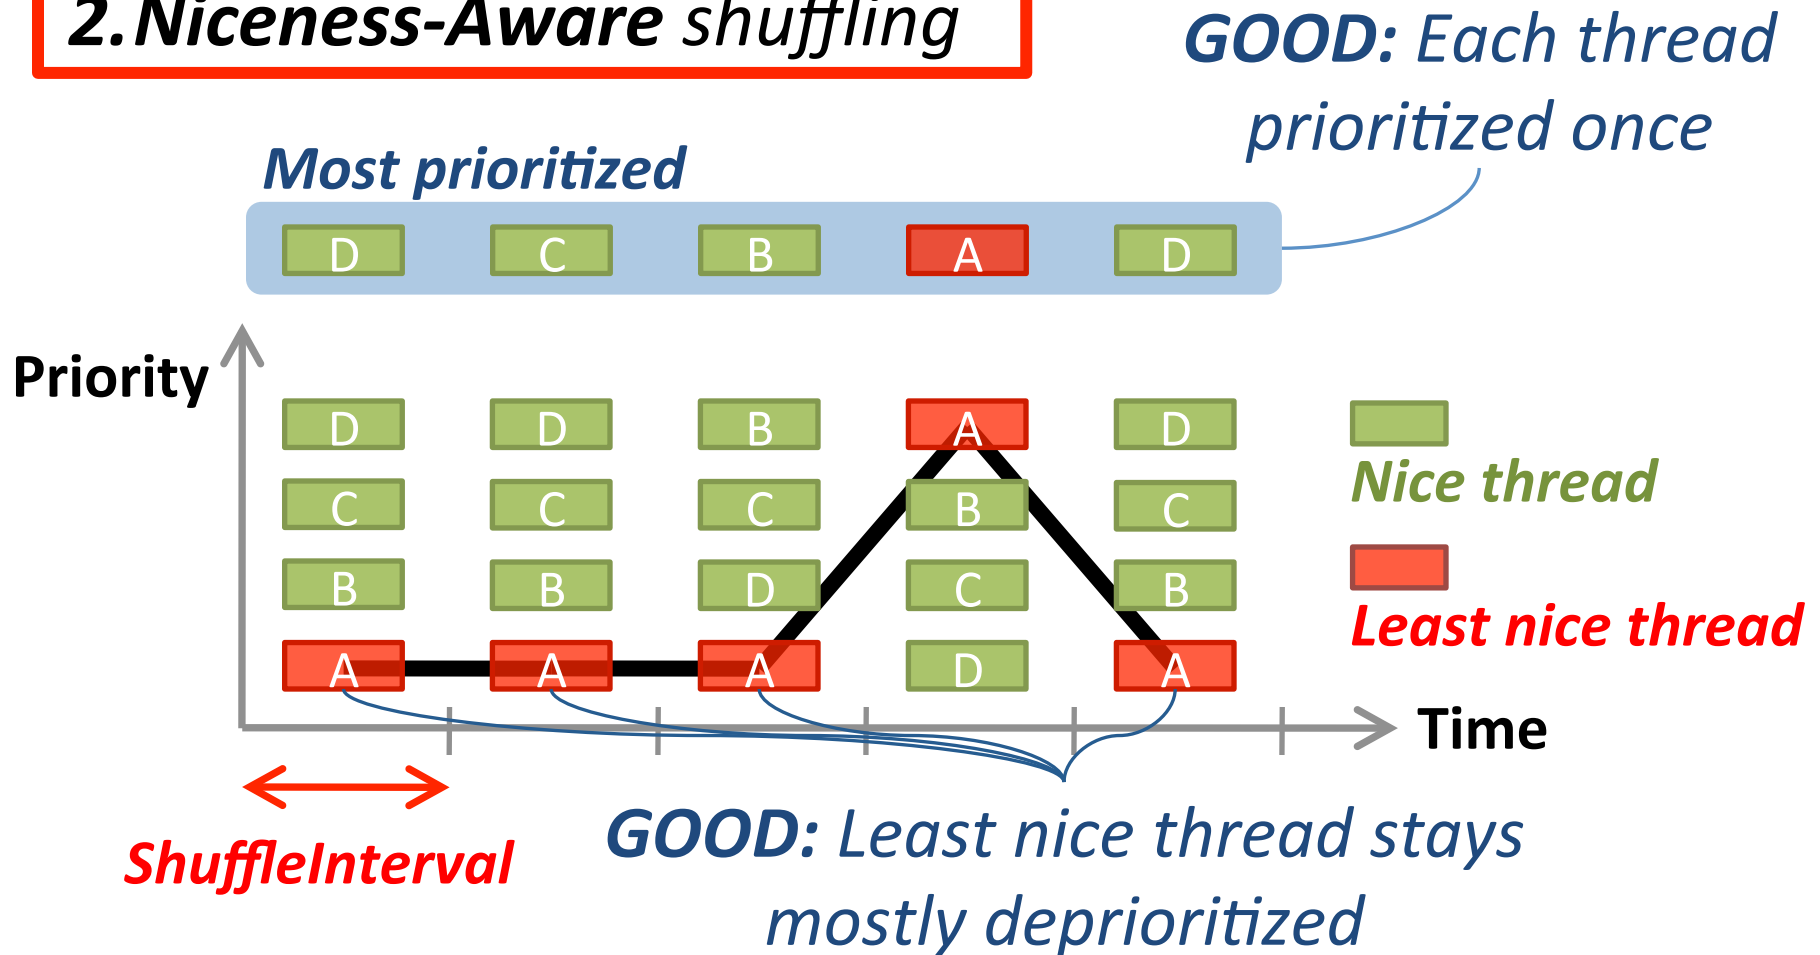 2. Niceness-Aware shuffling
GOOD: Each thread
prioritized once
Most prioritized
D C B A D
Priority
D D B A D
C C C B C
B B D C B
A A A D A
Nice thread
Least nice thread
Time
ShuffleInterval
GOOD: Least nice thread stays
mostly deprioritized